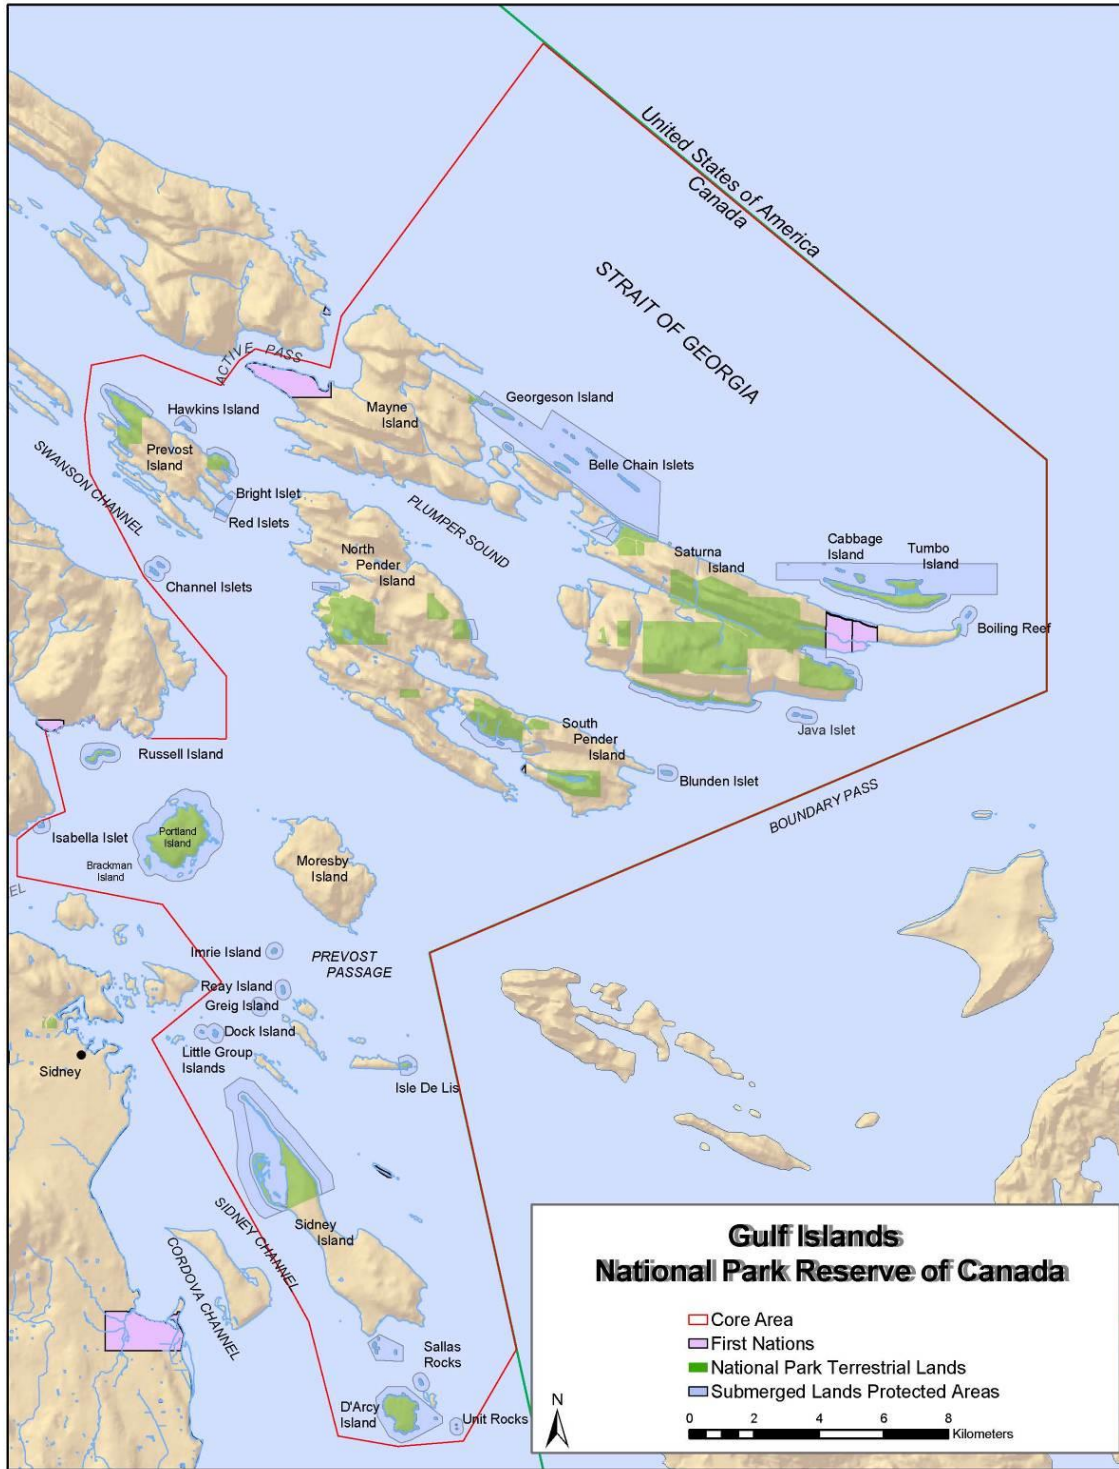 United States of America
Canada
STRAIT OF GEORGIA
ACTIVE PASS
Georgeson Island
Hawkins Island
Mayne
Island
Prevost
Island
Belle Chain Islets
SWANSON CHANNEL
Bright Islet
Red Islets
PLUMPER SOUND
North
Pender
Island
Saturna
Island
Cabbage
Island
Tumbo
Island
Channel Islets
Boiling Reef
South
Pender
Island
Java Islet
Russell Island
Blunden Islet
BOUNDARY PASS
Isabella Islet
Portland
Island
Brackman
Island
Moresby
Island
EL
Imrie Island
PREVOST
PASSAGE
Reay Island
Greig Island
Dock Island
Little Group
Islands
Sidney
Isle De Lis
SIDNEY CHANNEL
Sidney
Island
CORDOVA CHANNEL
Sallas
Rocks
D'Arcy
Island
Unit Rocks
Gulf Islands
National Park Reserve of Canada
Core Area
First Nations
National Park Terrestrial Lands
Submerged Lands Protected Areas
N
0 2 4 6 8
Kilometers